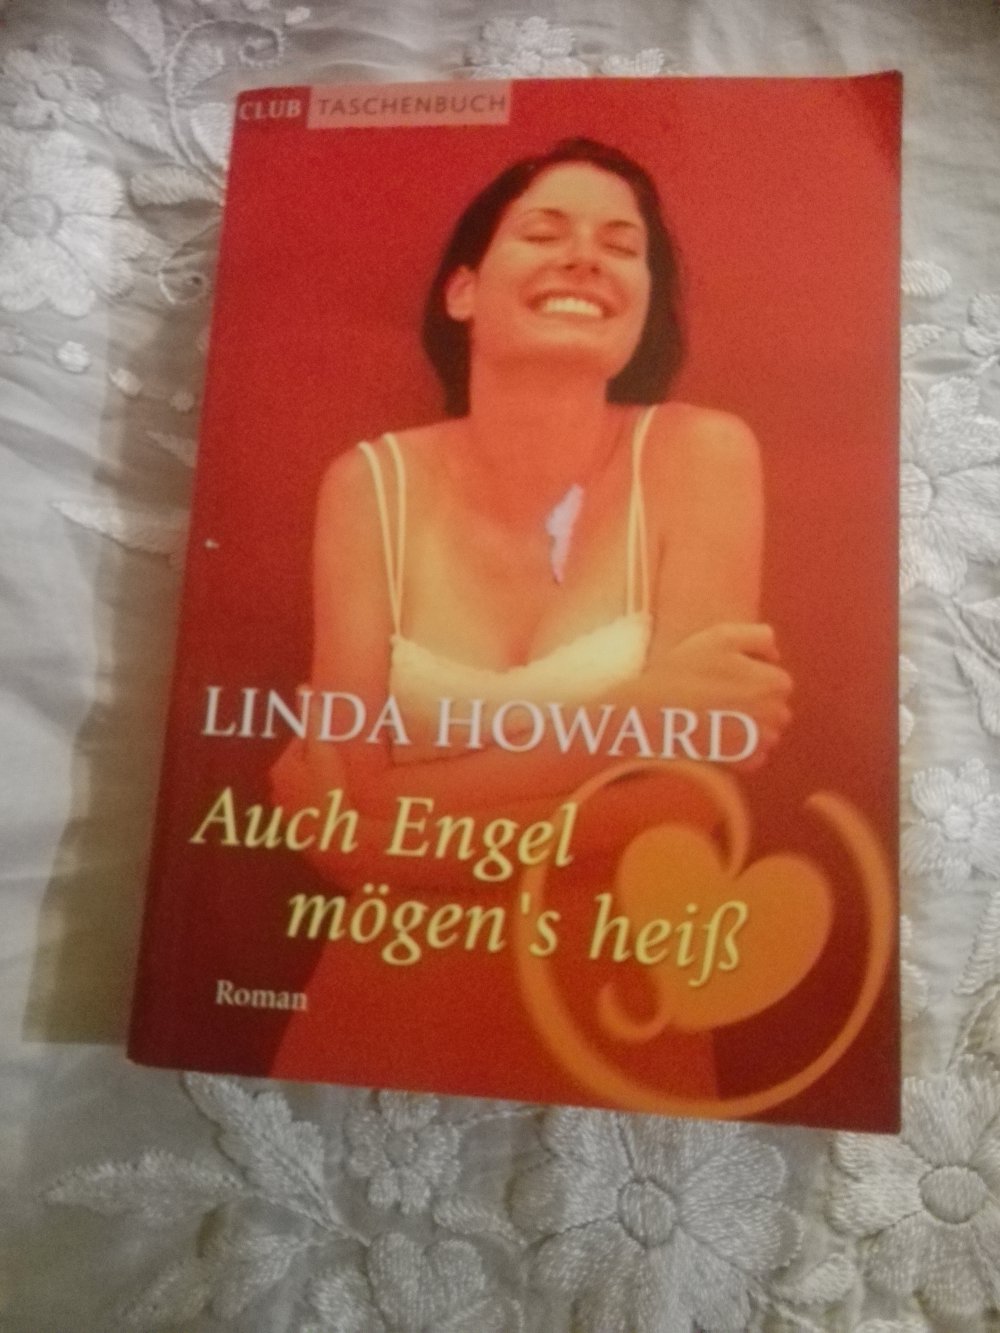 CLUB TASCHENBUCH
LINDA HOWARD
Auch Engel
mögen's heiß
Roman